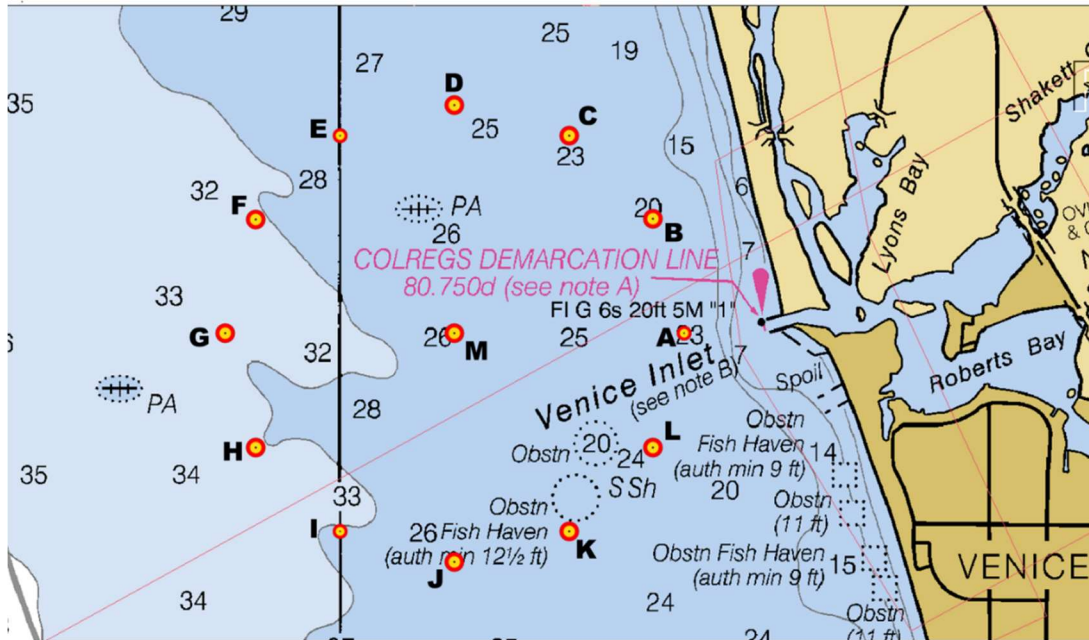 29
25
19
27
35
D
25
C
23
E
15
28
32
F
6
PA
26
20
B
7
COLREGS DEMARCATION LINE
80.750d (see note A)
Fl G 6s 20ft 5M "1"
33
G
32
26
M
25
A
23
7
Venice Inlet
(see note B)
Spoil
Lyons Bay
Shakett
Roberts Bay
PA
28
H
34
35
Obstn
20
24
L
SSh
Obstn
Fish Haven
(auth min 9 ft)
14
20
Obstn
(11 ft)
33
I
26
Obstn
Fish Haven
(auth min 12½ ft)
K
J
Obstn Fish Haven
(auth min 9 ft)
15
VENICE
34
24
Obstn
(11 ft)